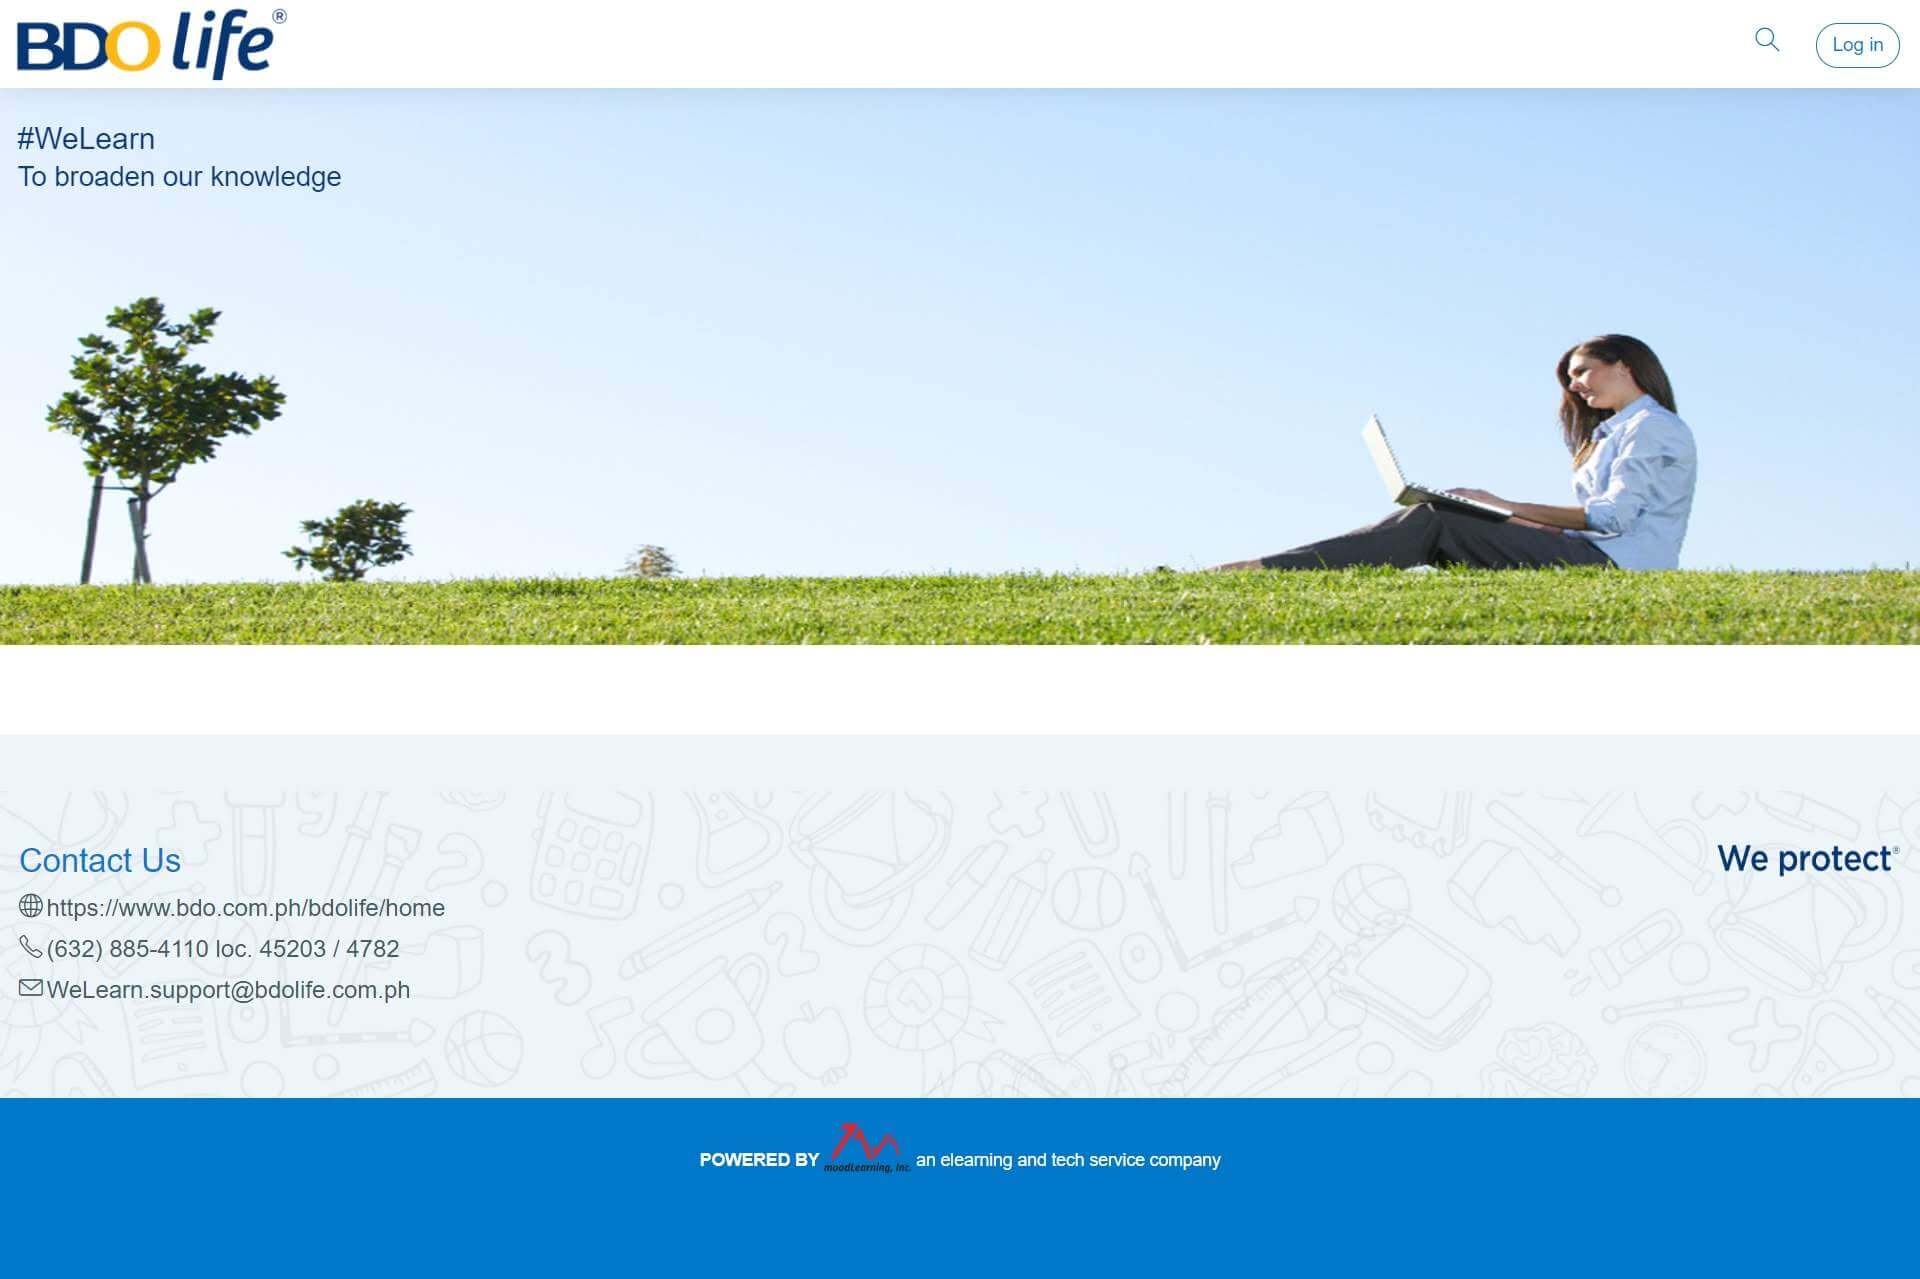 BDO life®
Log in
#WeLearn
To broaden our knowledge
Contact Us
We protect®
https://www.bdo.com.ph/bdolife/home
(632) 885-4110 loc. 45203 / 4782
WeLearn.support@bdolife.com.ph
POWERED BY moodLearning, Inc. an elearning and tech service company